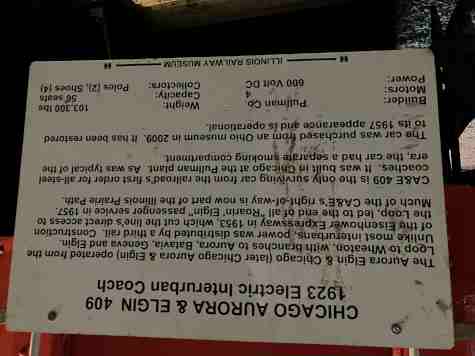 CHICAGO AURORA & ELGIN 409
1923 Electric Interurban Coach
The Aurora Elgin & Chicago (later Chicago Aurora & Elgin) operated from the
Loop to Wheaton, with branches to Aurora, Batavia, Geneva and Elgin.
Unlike most interurbans, power was distributed by a third rail. Construction
of the Eisenhower Expressway in 1953, which cut the line's direct access to
the Loop, led to the end of all "Roarin' Elgin" passenger service in 1957.
Much of the CA&E's right-of-way is now part of the Illinois Prairie Path.
CA&E 409 is the only surviving car from the railroad's first order for all-steel
coaches. It was built in Chicago at the Pullman plant. As was typical of the
era, the car had a separate smoking compartment.
The car was purchased from an Ohio museum in 2009. It has been restored
to its 1957 appearance and is operational.
Builder: Pullman Co. Weight: 103,300 lbs
Motors: 4 Capacity: 56 seats
Power: 660 Volt DC Collectors: Poles (2), Shoes (4)
ILLINOIS RAILWAY MUSEUM